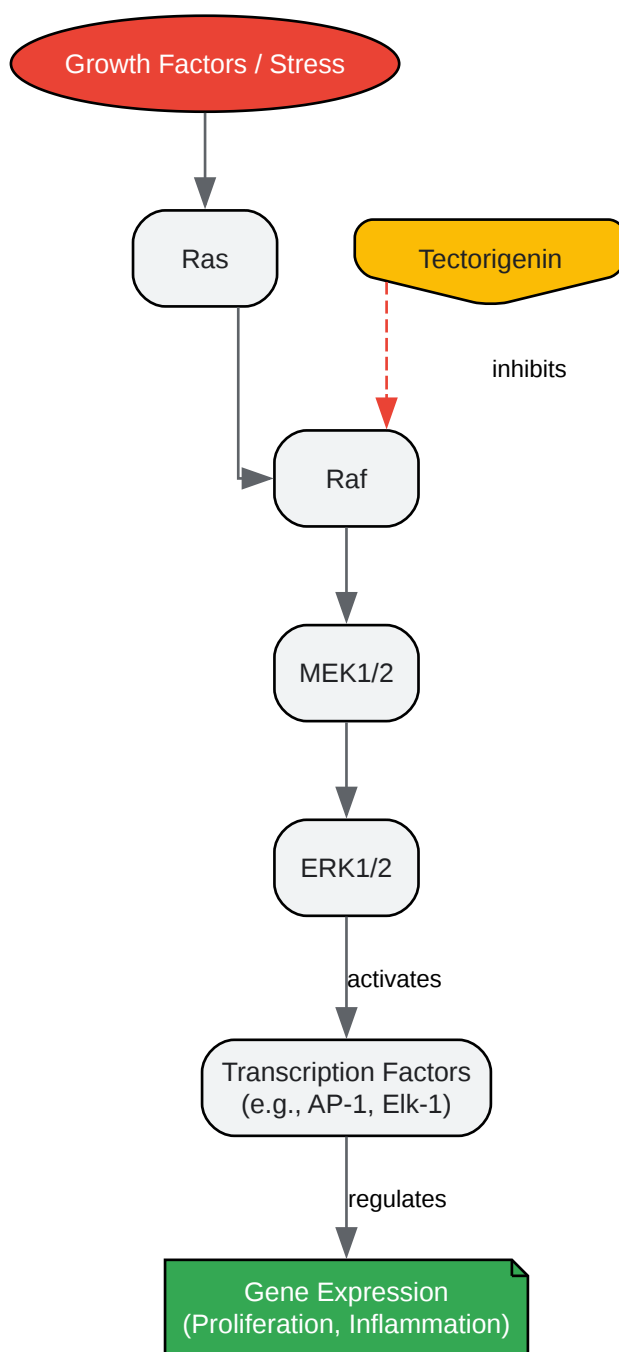 Growth Factors / Stress
Ras
Tectorigenin
inhibits
Raf
MEK1/2
ERK1/2
activates
Transcription Factors
(e.g., AP-1, Elk-1)
regulates
Gene Expression
(Proliferation, Inflammation)